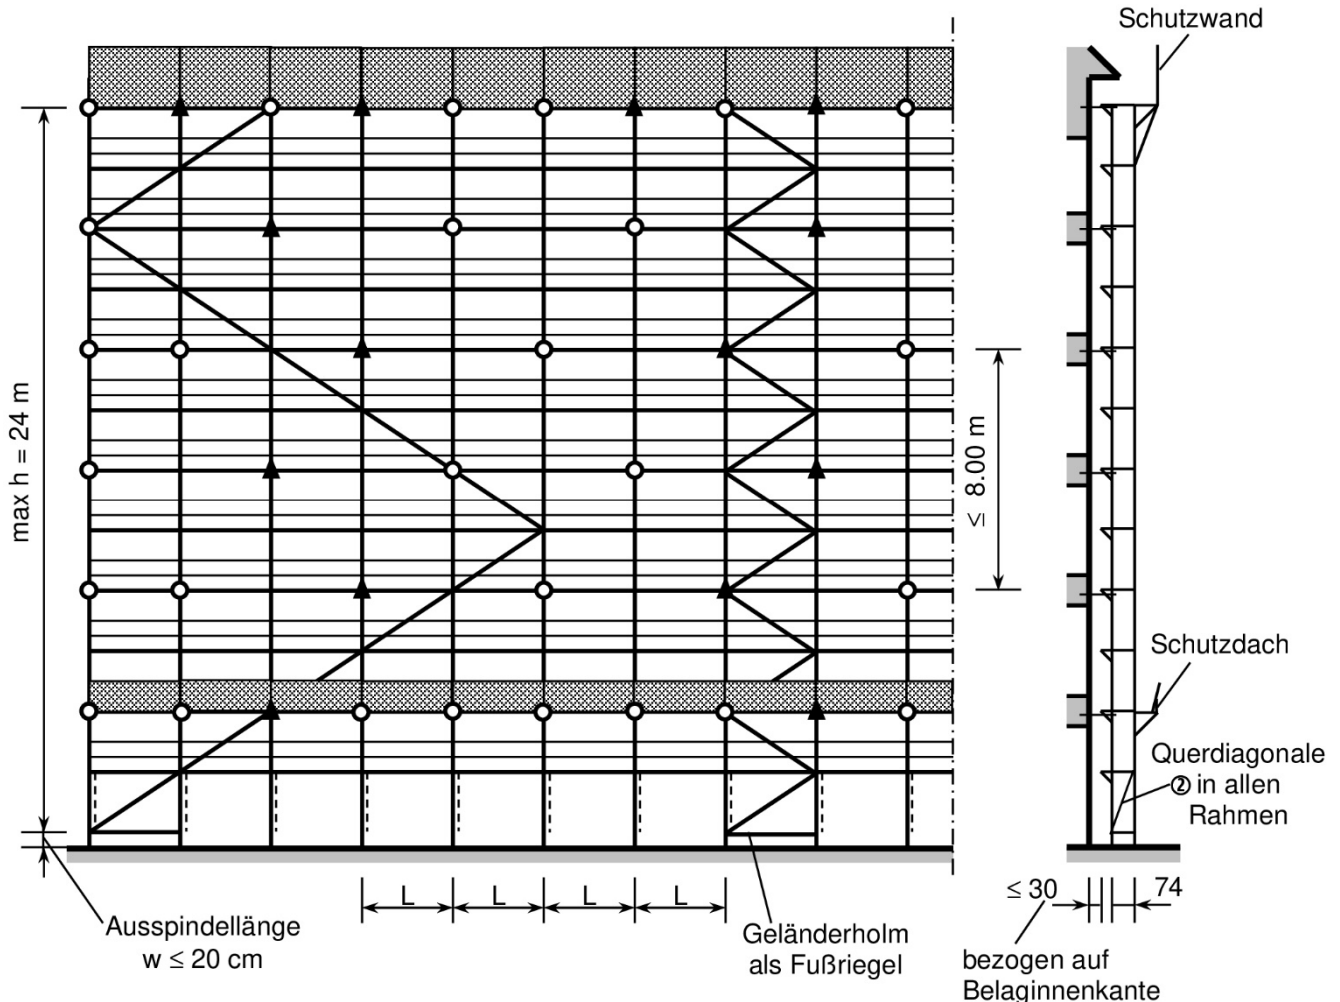 Schutzwand
max h = 24 m
≤ 8.00 m
Schutzdach
Querdiagonale
② in allen
Rahmen
L L L L
≤ 30 74
Ausspindellänge
w ≤ 20 cm
Geländerholm
als Fußriegel
bezogen auf
Belaginnenkante